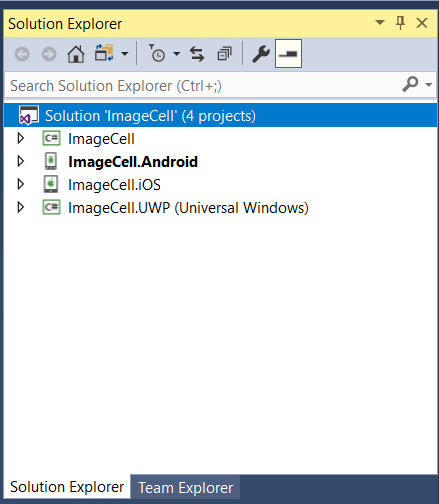 Solution Explorer
Search Solution Explorer (Ctrl+;)
Solution 'ImageCell' (4 projects)
C# ImageCell
ImageCell.Android
ImageCell.iOS
C# ImageCell.UWP (Universal Windows)
Solution Explorer Team Explorer